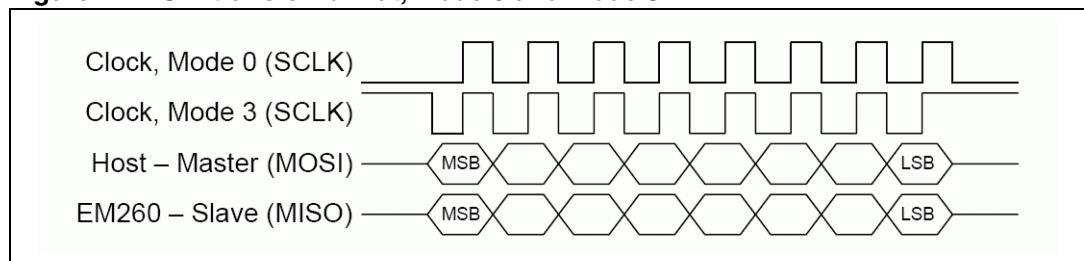 Clock, Mode 0 (SCLK)
Clock, Mode 3 (SCLK)
Host – Master (MOSI)
MSB
LSB
EM260 – Slave (MISO)
MSB
LSB